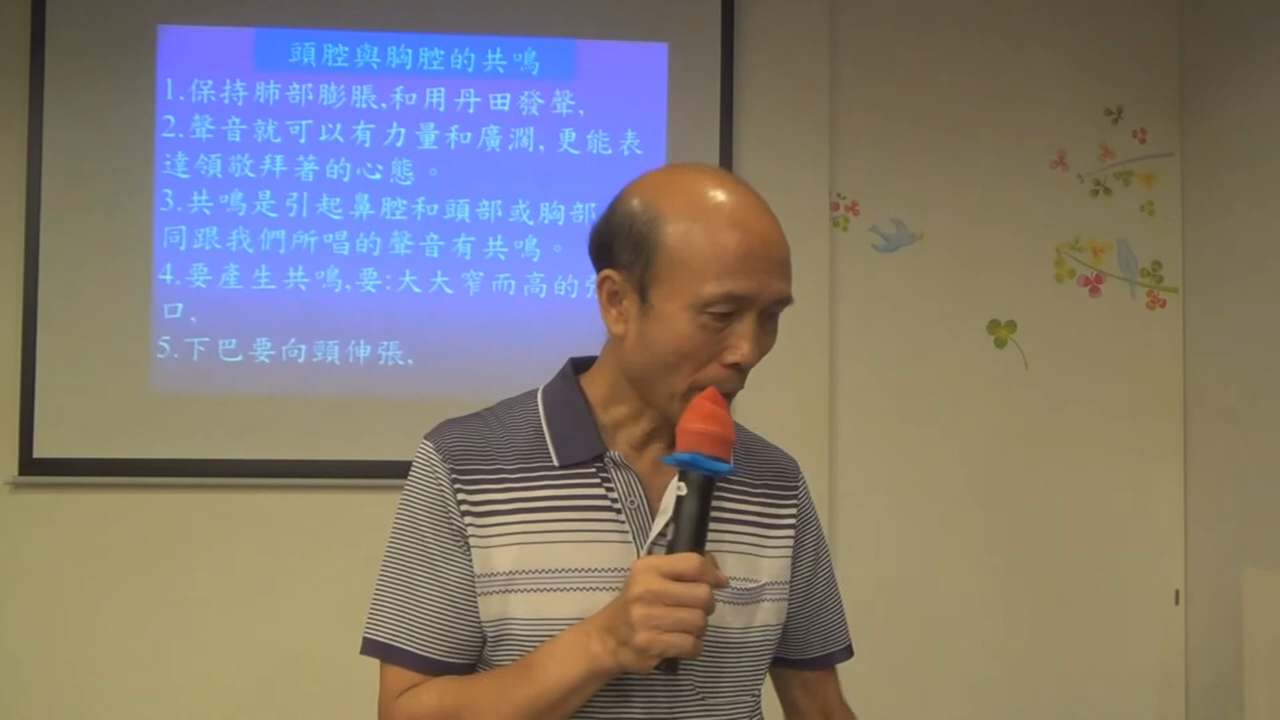 頭腔與胸腔的共鳴
1.保持肺部膨脹,和用丹田發聲,
2.聲音就可以有力量和廣濶,更能表
達領敬拜著的心態。
3.共鳴是引起鼻腔和頭部或胸部
同跟我們所唱的聲音有共鳴。
4.要產生共鳴,要:大大窄而高的
口,
5.下巴要向頸伸張,